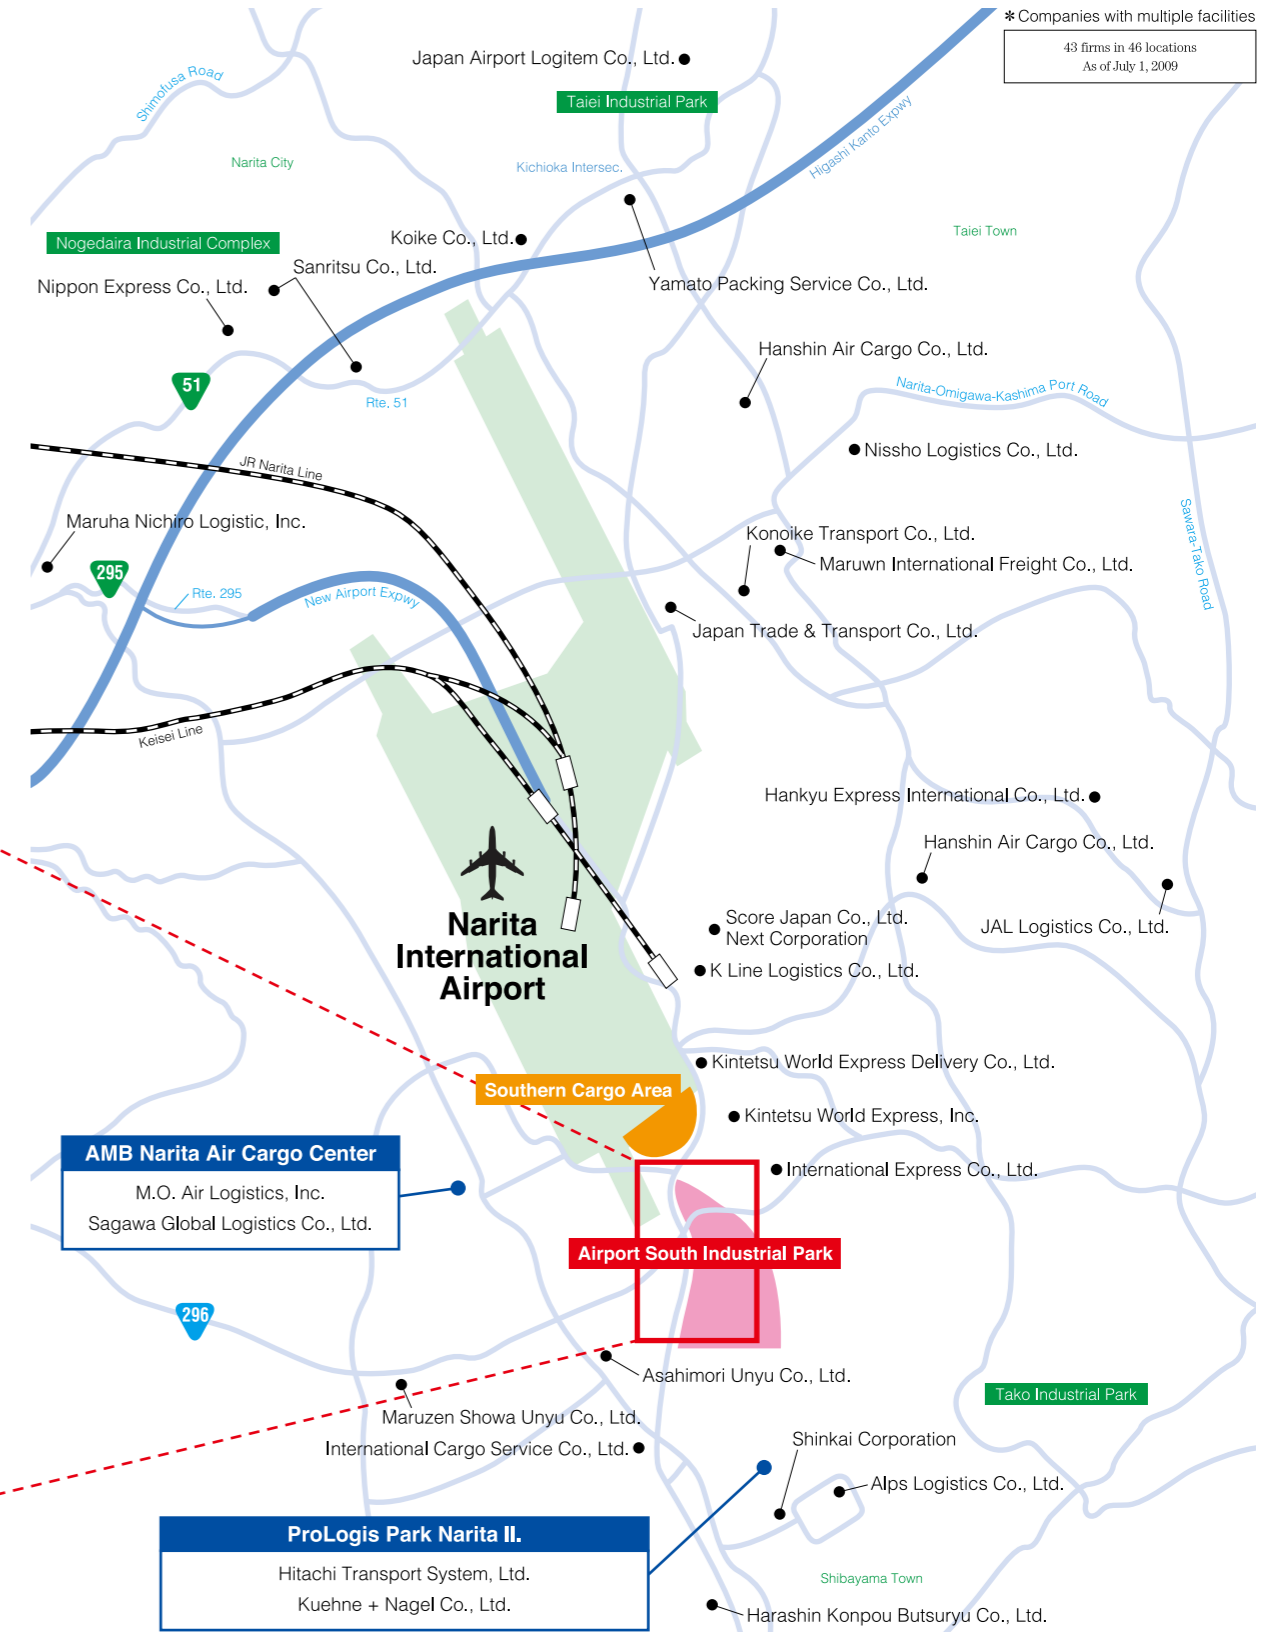 * Companies with multiple facilities
43 firms in 46 locations
As of July 1, 2009
Japan Airport Logitem Co., Ltd.
Taiei Industrial Park
Shimofusa Road
Higashi Kanto Expwy
Narita City
Kichioka Intersec.
Taiei Town
Nogedaira Industrial Complex
Koike Co., Ltd.
Sanritsu Co., Ltd.
Nippon Express Co., Ltd.
Yamato Packing Service Co., Ltd.
Hanshin Air Cargo Co., Ltd.
51
Rte. 51
Narita-Omigawa-Kashima Port Road
Nissho Logistics Co., Ltd.
JR Narita Line
Maruha Nichiro Logistic, Inc.
Sawara-Tako Road
Konoike Transport Co., Ltd.
Maruwn International Freight Co., Ltd.
295
Rte. 295
New Airport Expwy
Japan Trade & Transport Co., Ltd.
Keisei Line
Hankyu Express International Co., Ltd.
Hanshin Air Cargo Co., Ltd.
Narita
International
Airport
Score Japan Co., Ltd.
Next Corporation
JAL Logistics Co., Ltd.
K Line Logistics Co., Ltd.
Kintetsu World Express Delivery Co., Ltd.
Southern Cargo Area
Kintetsu World Express, Inc.
AMB Narita Air Cargo Center
M.O. Air Logistics, Inc.
Sagawa Global Logistics Co., Ltd.
International Express Co., Ltd.
Airport South Industrial Park
296
Asahimori Unyu Co., Ltd.
Tako Industrial Park
Maruzen Showa Unyu Co., Ltd.
International Cargo Service Co., Ltd.
Shinkai Corporation
Alps Logistics Co., Ltd.
ProLogis Park Narita II.
Hitachi Transport System, Ltd.
Kuehne + Nagel Co., Ltd.
Shibayama Town
Harashin Konpou Butsuryu Co., Ltd.